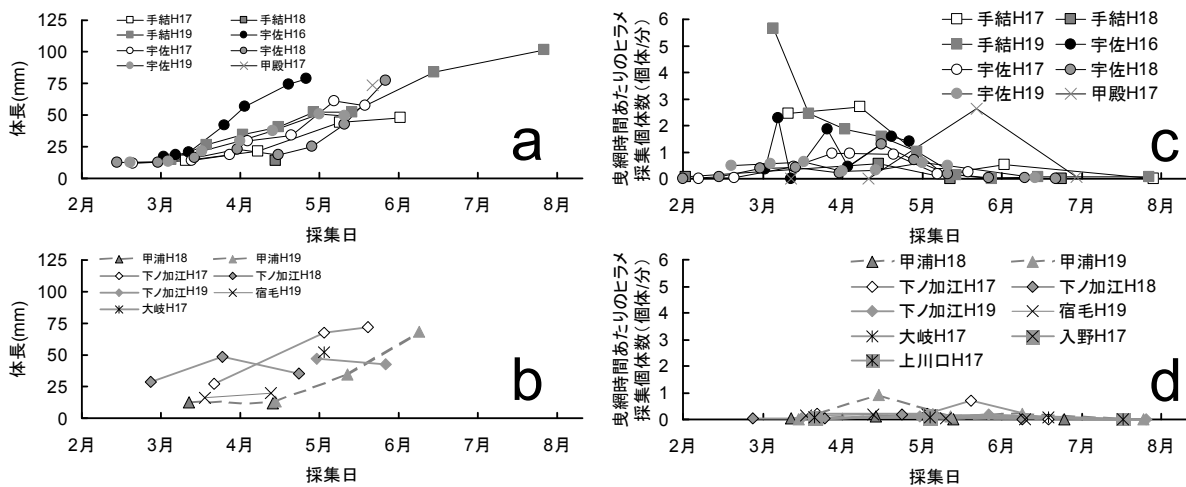 体長(mm)
125
100
75
50
25
0
手結H17
手結H18
手結H19
宇佐H16
宇佐H17
宇佐H18
宇佐H19
甲殿H17
a
2月 3月 4月 5月 6月 7月 8月
採集日
曳網時間あたりのヒラメ
採集個体数(個体/分)
6
5
4
3
2
1
0
手結H17
手結H18
手結H19
宇佐H16
宇佐H17
宇佐H18
宇佐H19
甲殿H17
c
2月 3月 4月 5月 6月 7月 8月
採集日
体長(mm)
125
100
75
50
25
0
甲浦H18
甲浦H19
下ノ加江H17
下ノ加江H18
下ノ加江H19
宿毛H19
大岐H17
b
2月 3月 4月 5月 6月 7月 8月
採集日
曳網時間あたりのヒラメ
採集個体数(個体/分)
6
5
4
3
2
1
0
甲浦H18
甲浦H19
下ノ加江H17
下ノ加江H18
下ノ加江H19
宿毛H19
大岐H17
入野H17
上川口H17
d
2月 3月 4月 5月 6月 7月 8月
採集日